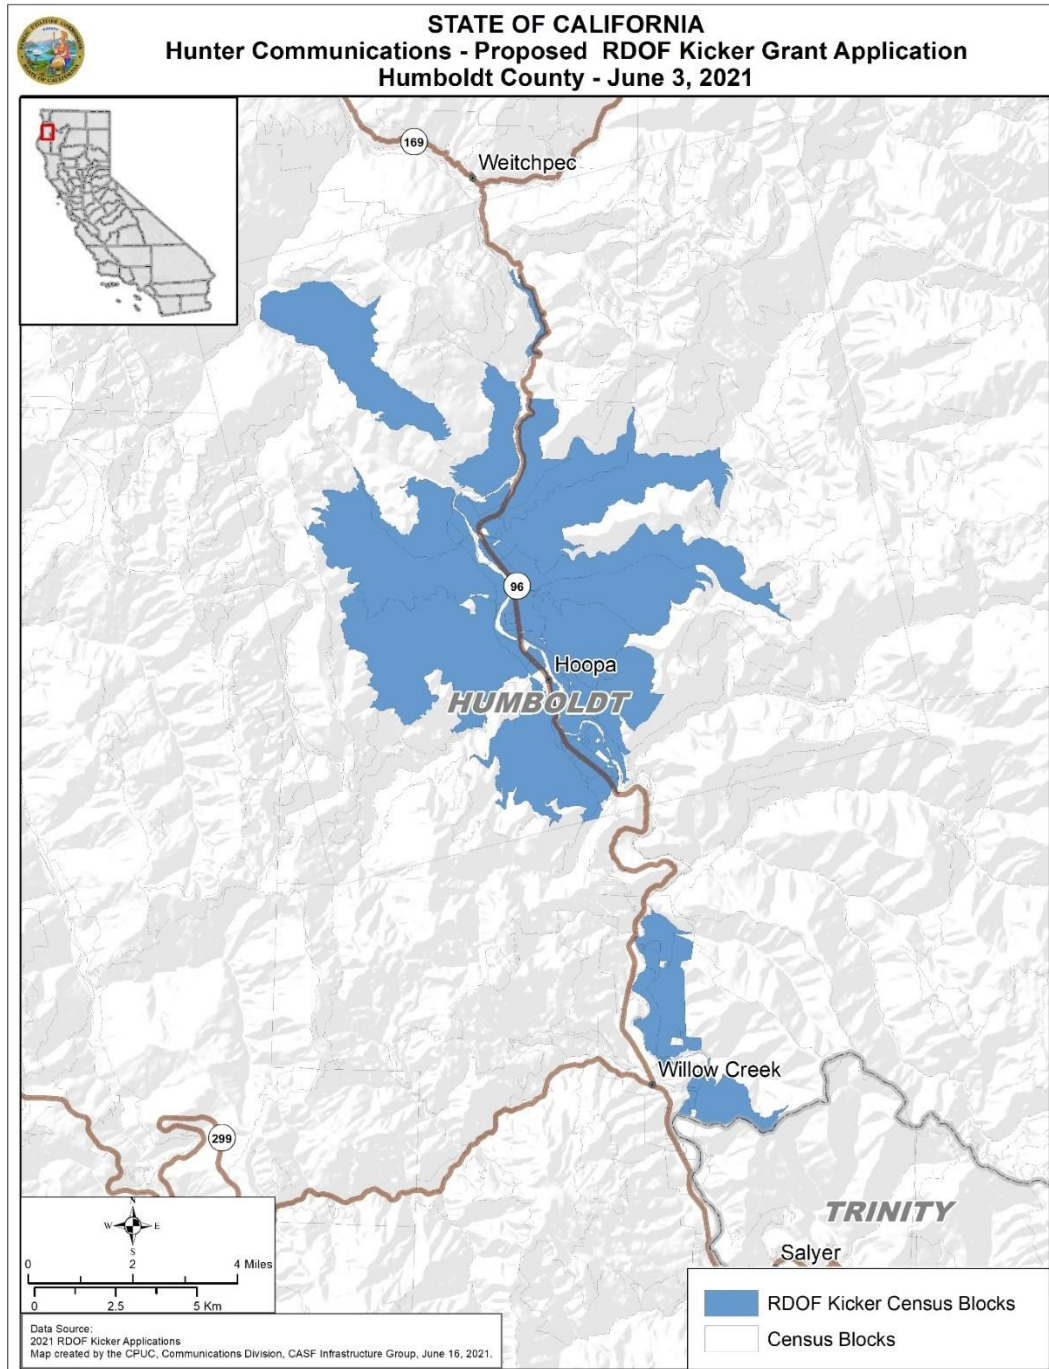 STATE OF CALIFORNIA
Hunter Communications - Proposed RDOF Kicker Grant Application
Humboldt County - June 3, 2021
169
Weitchpec
96
Hoopa
HUMBOLDT
Willow Creek
299
TRINITY
Salyer
N
W E
S
0 2 4 Miles
0 2.5 5 Km
RDOF Kicker Census Blocks
Census Blocks
Data Source:
2021 RDOF Kicker Applications
Map created by the CPUC, Communications Division, CASF Infrastructure Group, June 16, 2021.